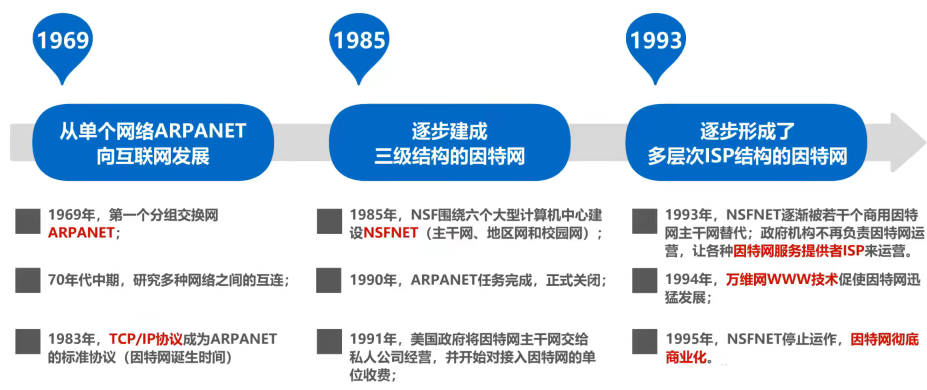 1969
1985
1993
从单个网络ARPANET
向互联网发展
逐步建成
三级结构的因特网
逐步形成了
多层次ISP结构的因特网
1969年，第一个分组交换网
ARPANET；
70年代中期，研究多种网络之间的互连；
1983年，TCP/IP协议成为ARPANET
的标准协议（因特网诞生时间）
1985年，NSF围绕六个大型计算机中心建
设NSFNET（主干网、地区网和校园网）；
1990年，ARPANET任务完成，正式关闭；
1991年，美国政府将因特网主干网交给
私人公司经营，并开始对接入因特网的单
位收费；
1993年，NSFNET逐渐被若干个商用因特
网主干网替代；政府机构不再负责因特网运
营，让各种因特网服务提供者ISP来运营。
1994年，万维网WWW技术促使因特网迅
猛发展；
1995年，NSFNET停止运作，因特网彻底
商业化。